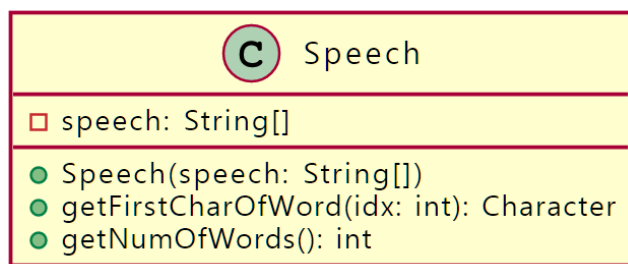 C Speech
speech: String[]
Speech(speech: String[])
getFirstCharOfWord(idx: int): Character
getNumOfWords(): int